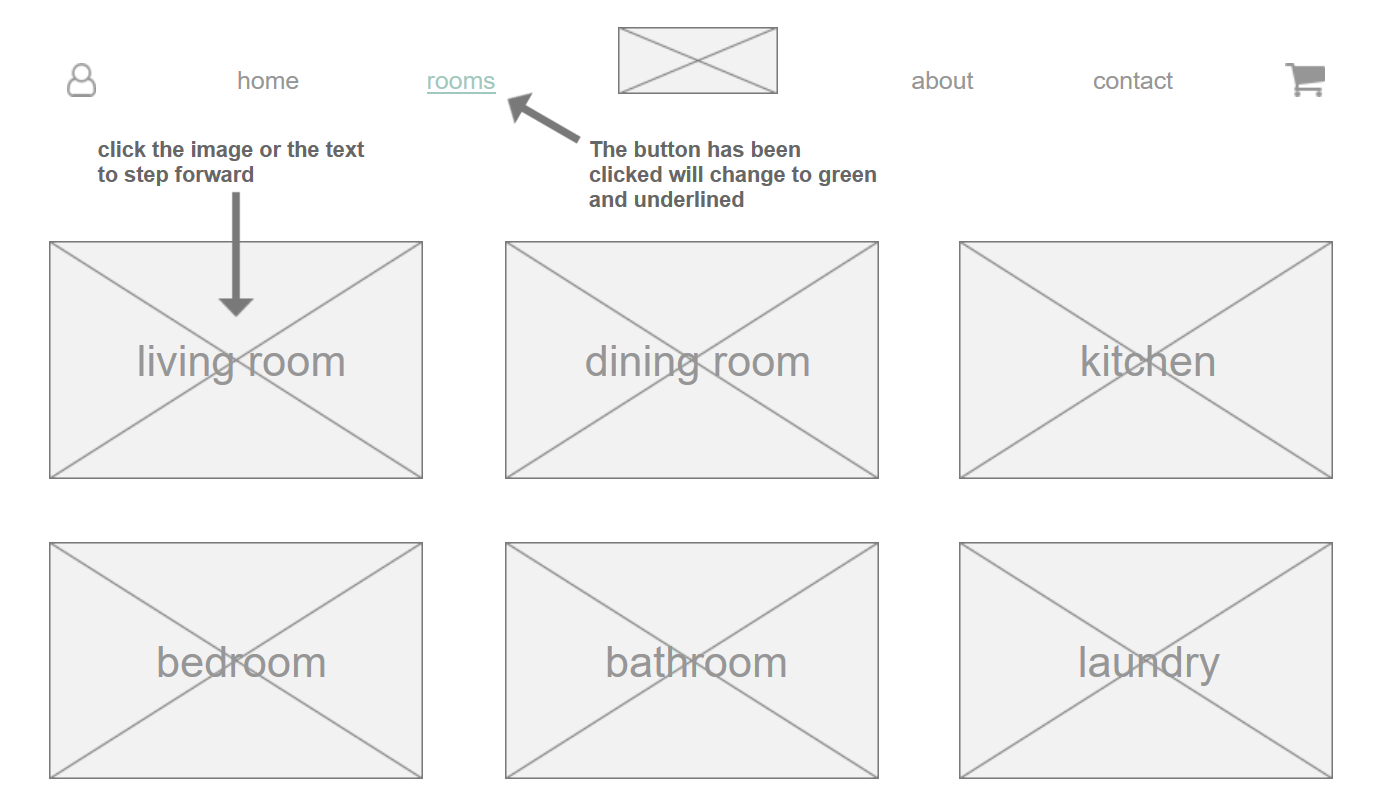 home
rooms
about
contact
click the image or the text
to step forward
The button has been
clicked will change to green
and underlined
living room
dining room
kitchen
bedroom
bathroom
laundry